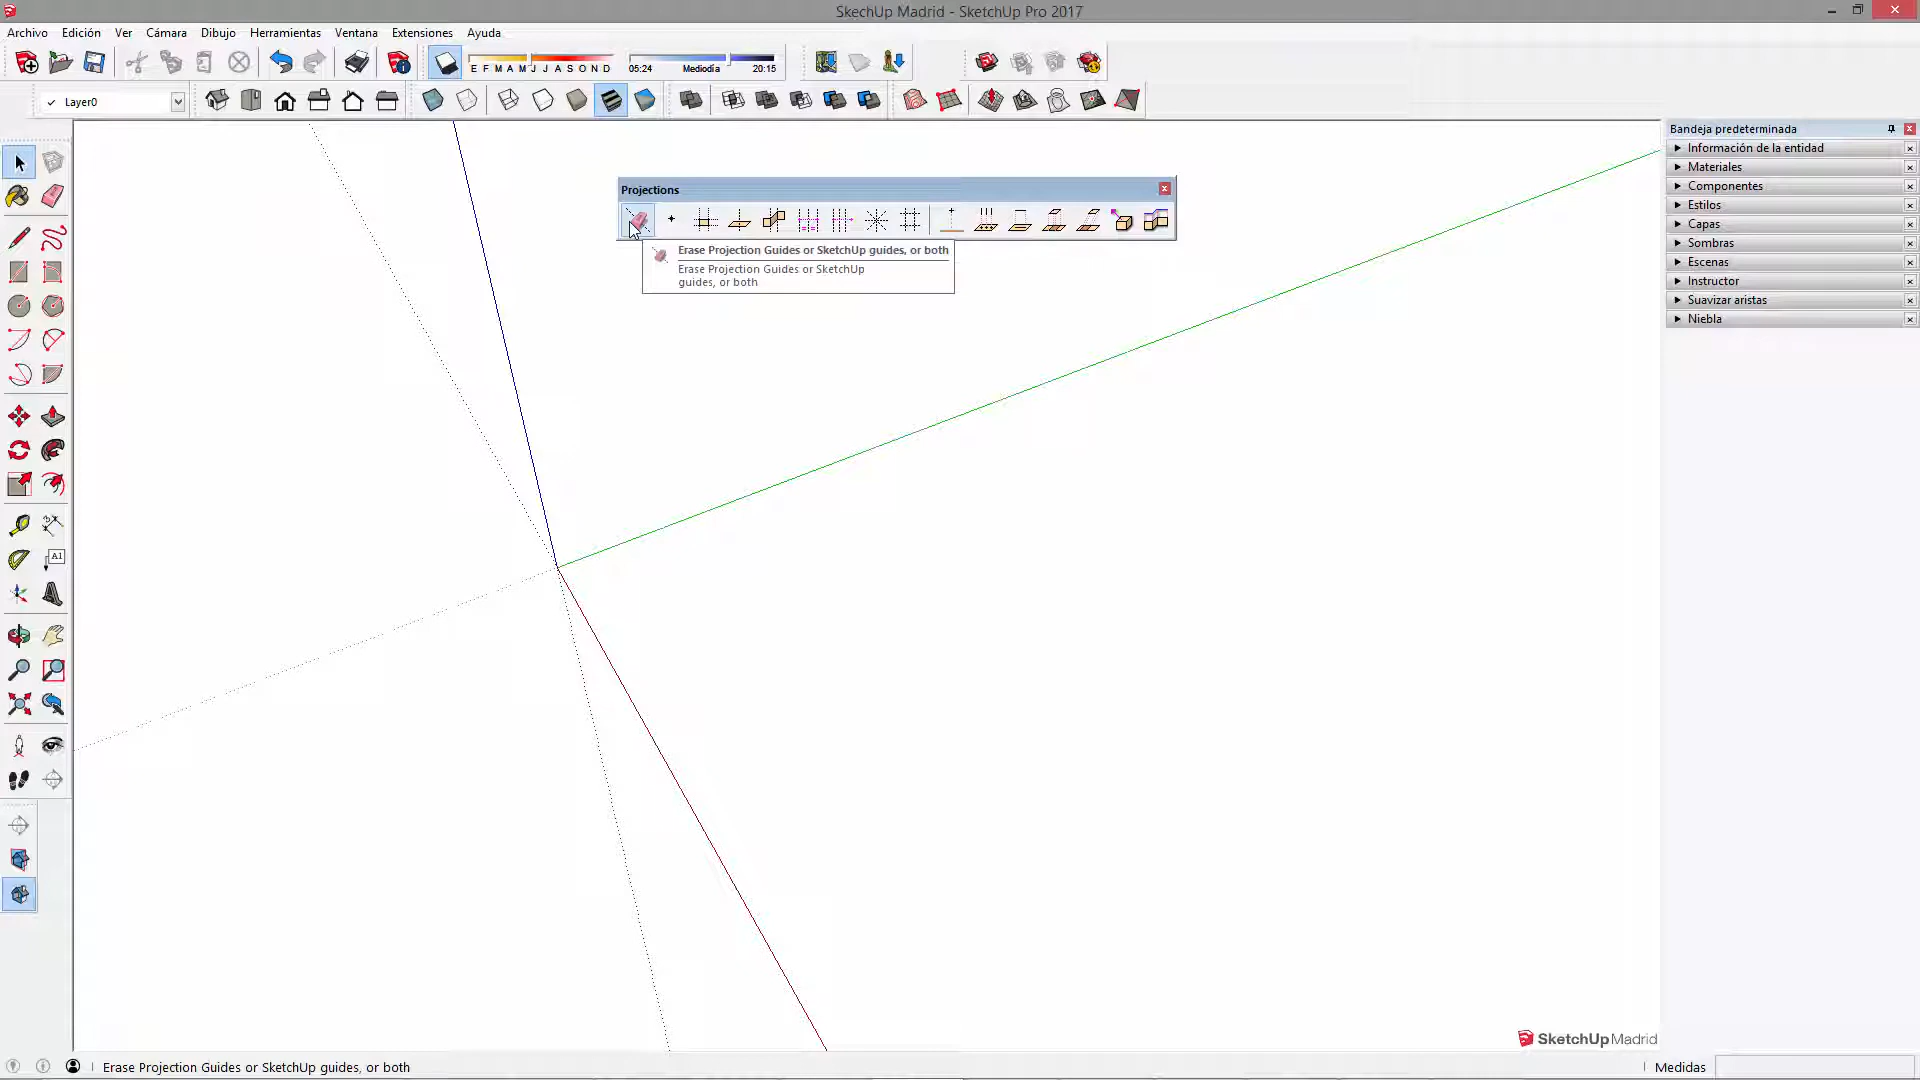 SkechUp Madrid - SketchUp Pro 2017
Archivo Edición Ver Cámara Dibujo Herramientas Ventana Extensiones Ayuda
E F M A M J J A S O N D
05:24 Mediodía 20:15
Layer0
Bandeja predeterminada
Información de la entidad
Materiales
Componentes
Estilos
Capas
Sombras
Escenas
Instructor
Suavizar aristas
Niebla
Projections
Erase Projection Guides or SketchUp guides, or both
Erase Projection Guides or SketchUp
guides, or both
A1
SketchUpMadrid
Erase Projection Guides or SketchUp guides, or both
Medidas